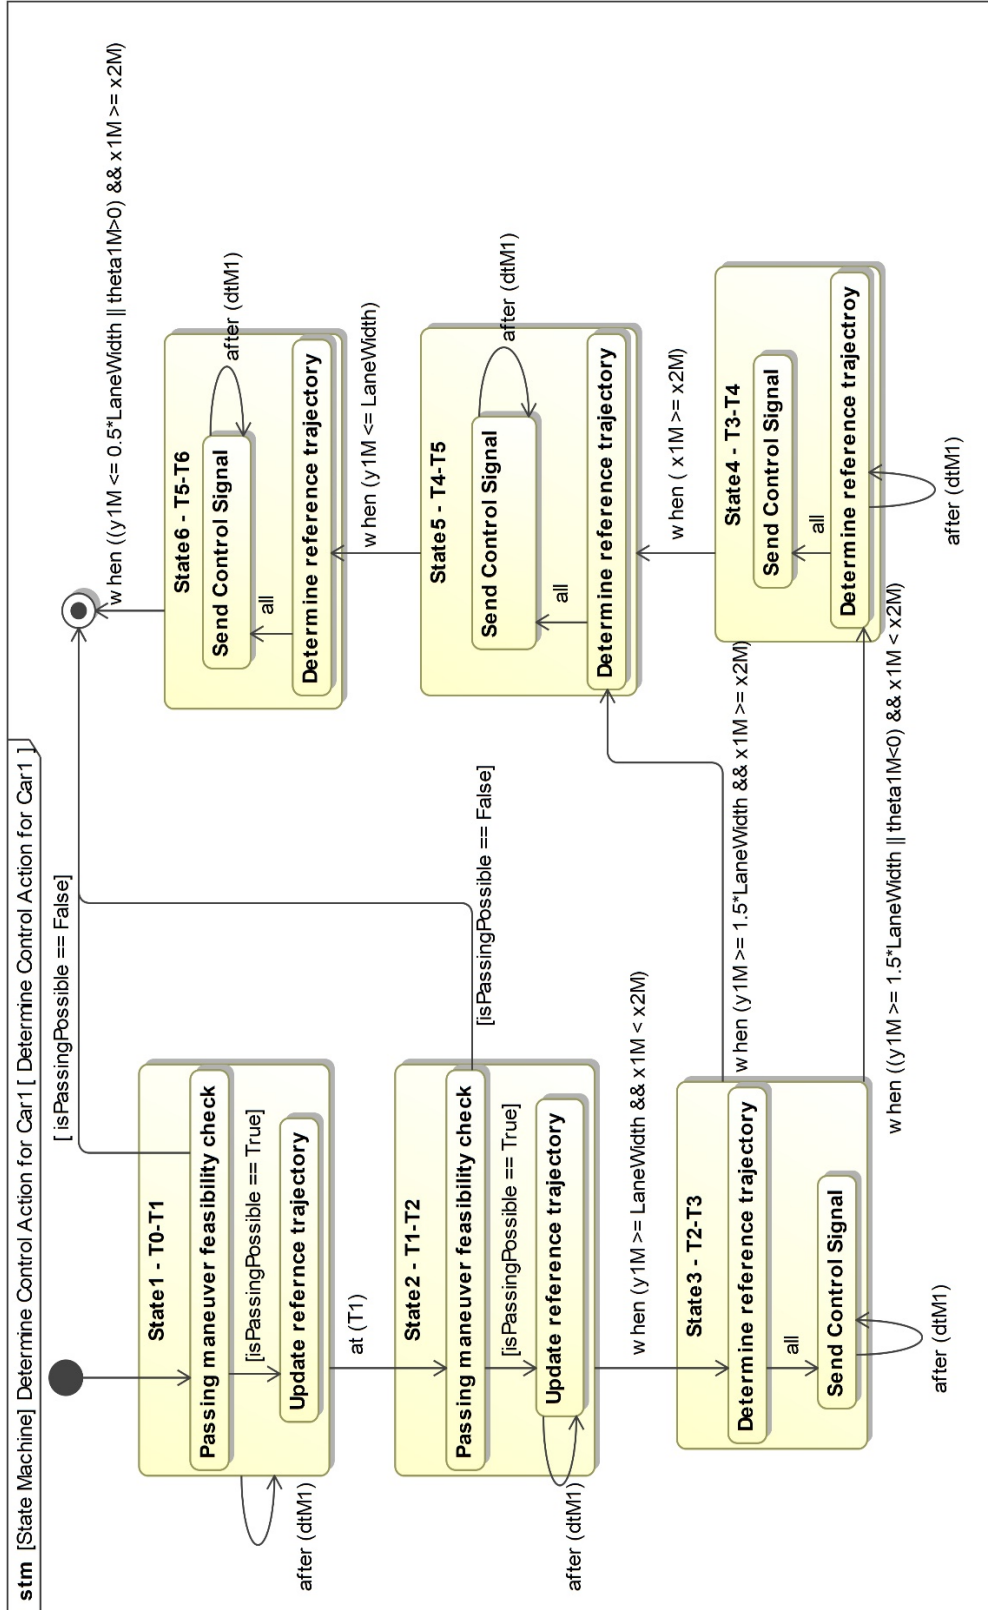 stm [State Machine] Determine Control Action for Car1 [ Determine Control Action for Car1 ]
[ isPassingPossible == False]
State1 - T0-T1
Passing maneuver feasibility check
[isPassingPossible == True]
Update refernce trajectory
after (dtM1)
at (T1)
State2 - T1-T2
Passing maneuver feasibility check
[isPassingPossible == False]
[isPassingPossible == True]
Update reference trajectory
after (dtM1)
when (y1M >= LaneWidth && x1M < x2M)
State3 - T2-T3
Determine reference trajectory
all
Send Control Signal
after (dtM1)
when (y1M >= 1.5*LaneWidth && x1M >= x2M)
when ((y1M >= 1.5*LaneWidth || theta1M<0) && x1M < x2M)
when ((y1M <= 0.5*LaneWidth || theta1M>0) && x1M >= x2M)
State6 - T5-T6
Send Control Signal
after (dtM1)
all
Determine reference trajectory
when (y1M <= LaneWidth)
State5 - T4-T5
Send Control Signal
after (dtM1)
all
Determine reference trajectory
when ( x1M >= x2M)
State4 - T3-T4
Send Control Signal
all
Determine reference trajectroy
after (dtM1)